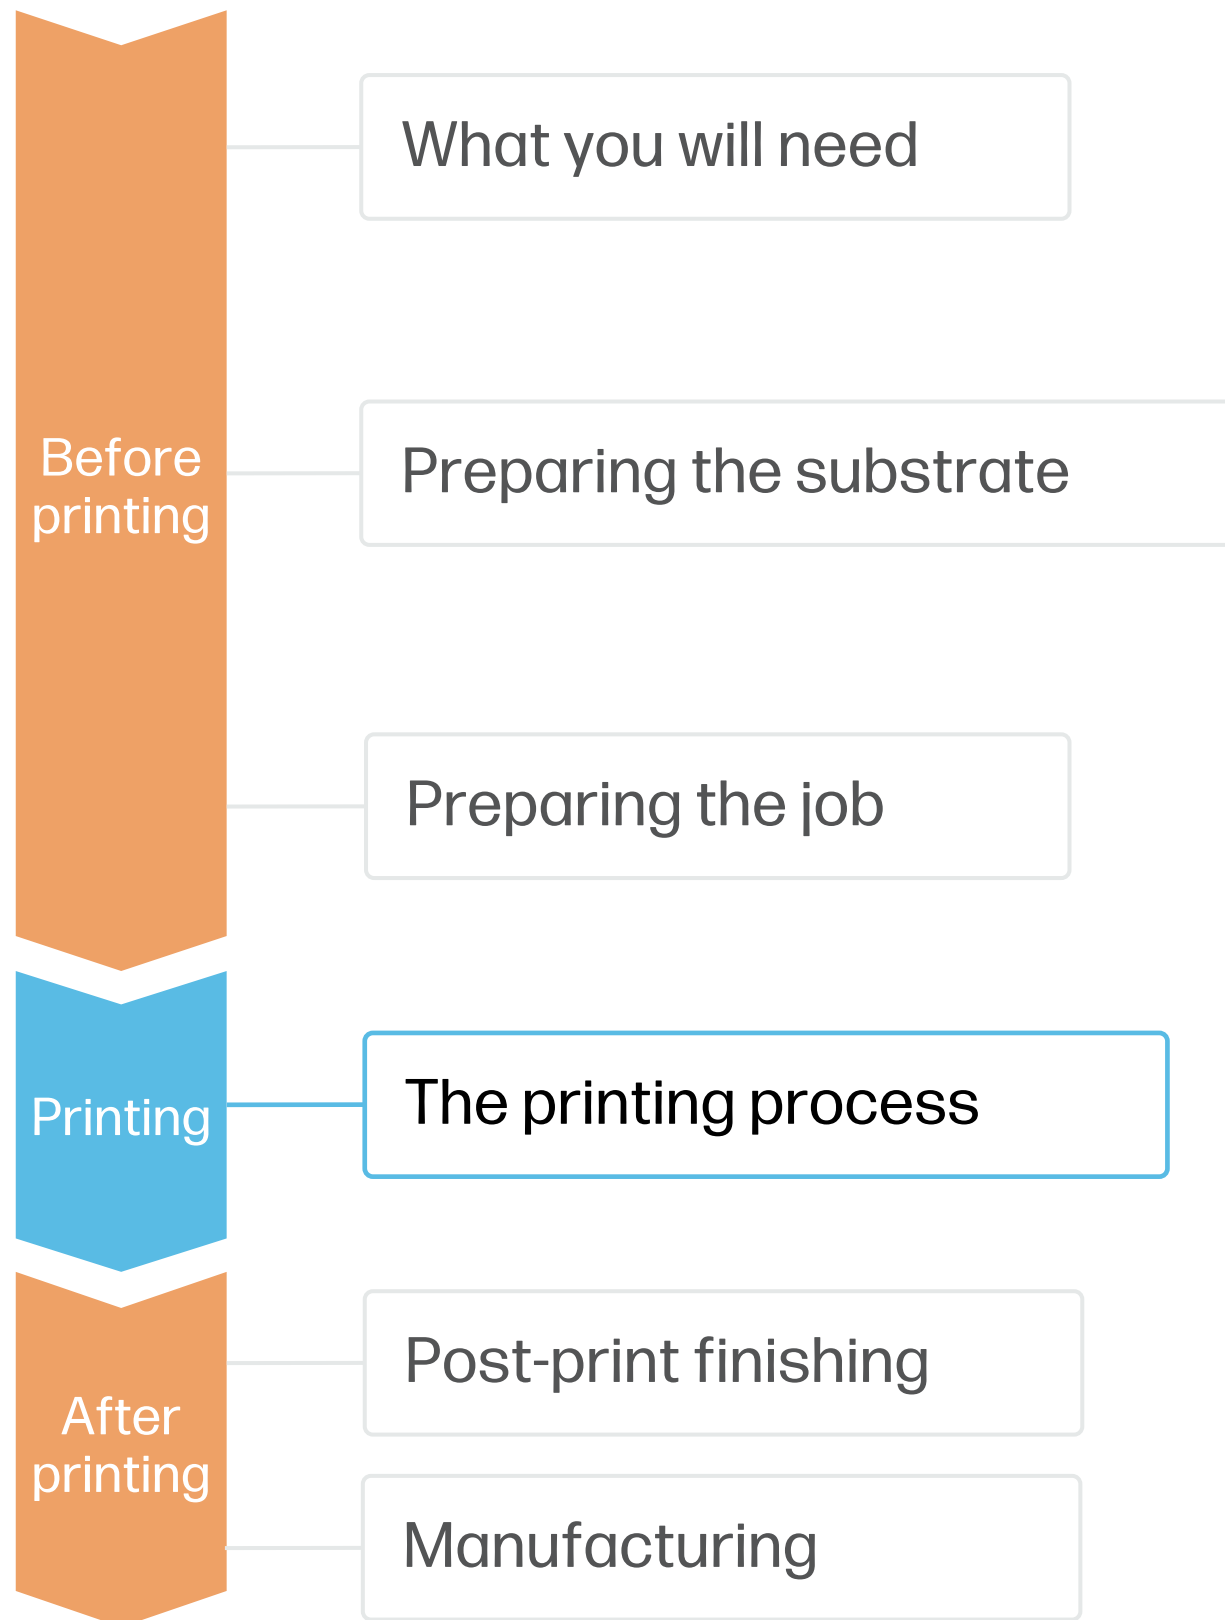 What you will need
Before
printing
Preparing the substrate
Preparing the job
Printing
The printing process
After
printing
Post-print finishing
Manufacturing